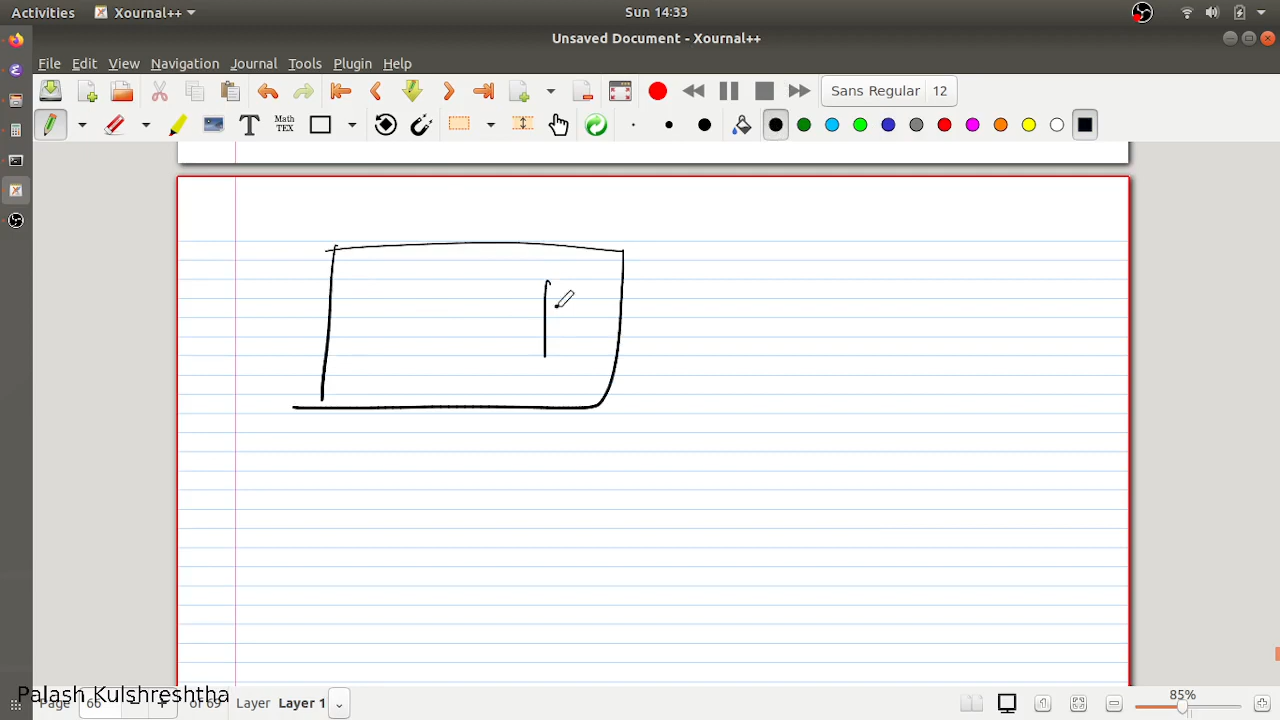 Activities Xournal++ Sun 14:33
Unsaved Document - Xournal++
File Edit View Navigation Journal Tools Plugin Help
Sans Regular 12
T Math TEX
Palash Kulshreshtha
Page 66 of 69 Layer Layer 1 85%